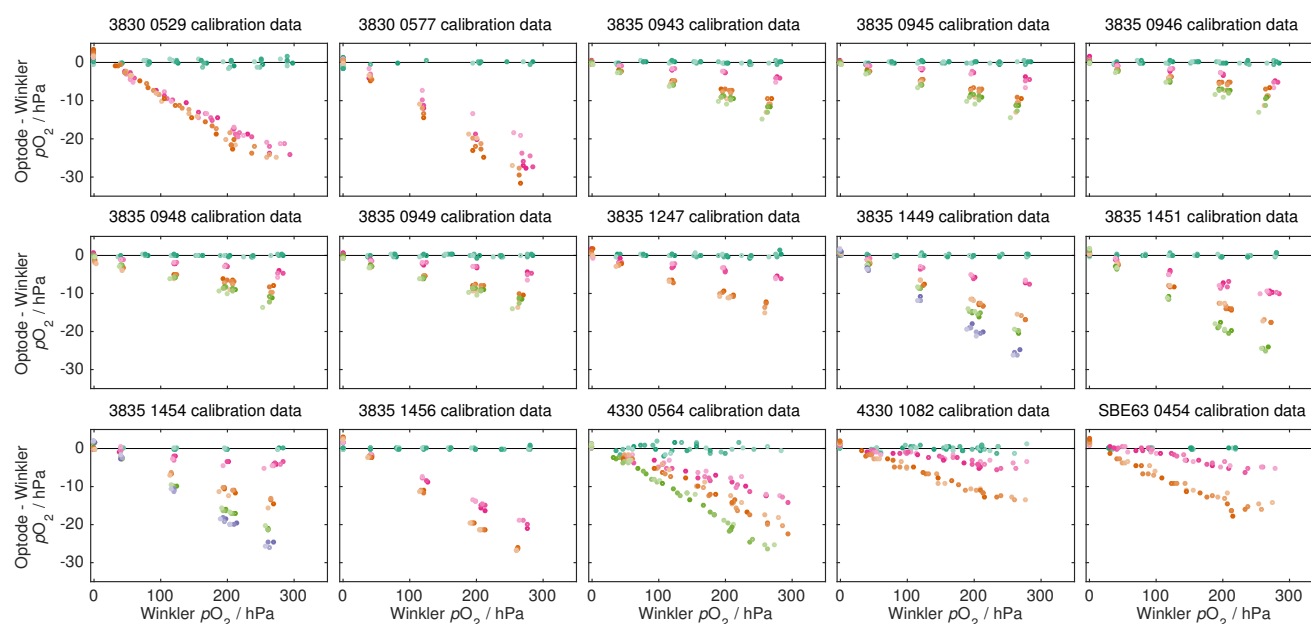 3830 0529 calibration data
3830 0577 calibration data
3835 0943 calibration data
3835 0945 calibration data
3835 0946 calibration data
0
-10
-20
-30
Optode - Winkler
pO2 / hPa
3835 0948 calibration data
3835 0949 calibration data
3835 1247 calibration data
3835 1449 calibration data
3835 1451 calibration data
0
-10
-20
-30
Optode - Winkler
pO2 / hPa
3835 1454 calibration data
3835 1456 calibration data
4330 0564 calibration data
4330 1082 calibration data
SBE63 0454 calibration data
0
-10
-20
-30
Optode - Winkler
pO2 / hPa
0 100 200 300
0 100 200 300
0 100 200 300
0 100 200 300
0 100 200 300
Winkler pO2 / hPa
Winkler pO2 / hPa
Winkler pO2 / hPa
Winkler pO2 / hPa
Winkler pO2 / hPa